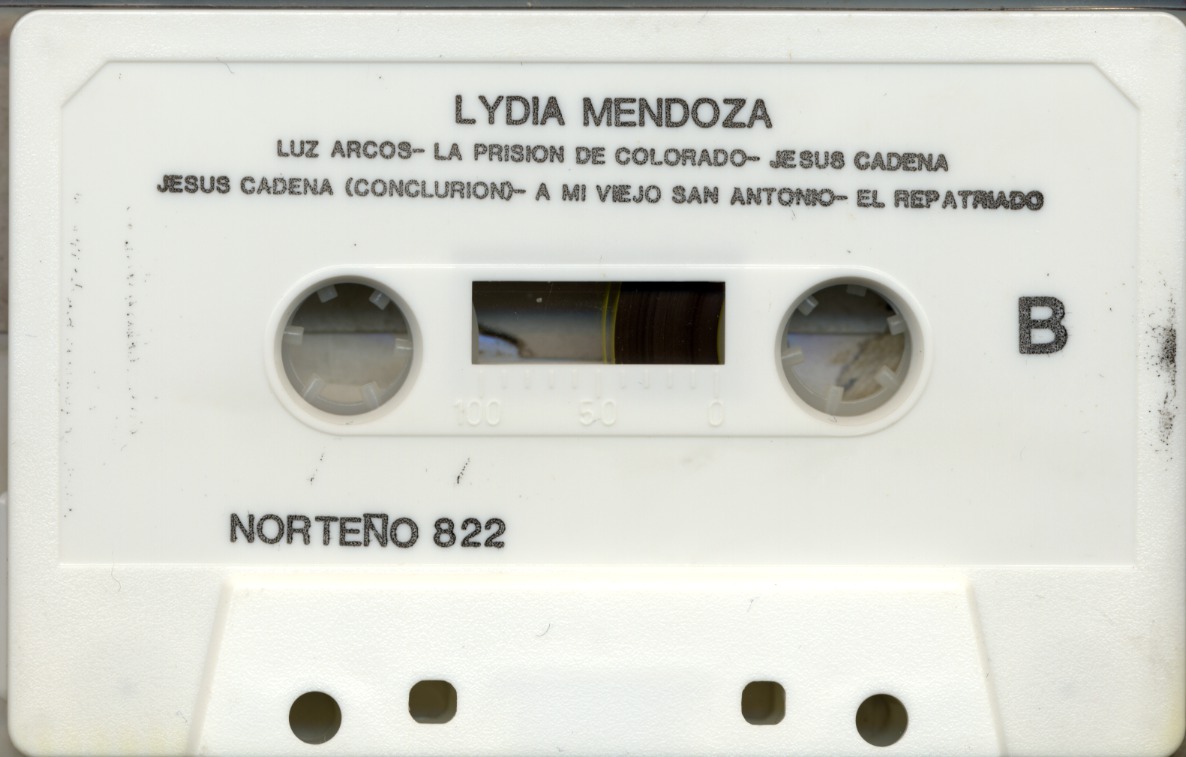 LYDIA MENDOZA
LUZ ARCOS- LA PRISION DE COLORADO- JESUS CADENA
JESUS CADENA (CONCLURION)- A MI VIEJO SAN ANTONIO- EL REPATRIADO
B
100 50 0
NORTEÑO 822